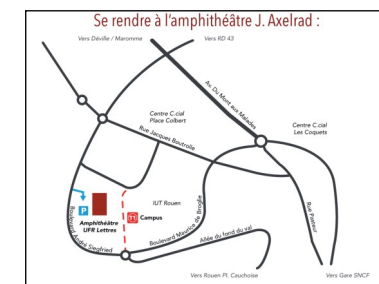 Se rendre à l'amphithéâtre J. Axelrad :
Vers Déville / Maromme
Vers RD 43
Av. Du Mont aux Malades
Centre C.cial
Place Colbert
Centre C.cial
Les Coquets
Rue Jacques Boutrolle
IUT Rouen
Rue Pasteur
P
T1 Campus
Amphithéâtre
UFR Lettres
Boulevard André Siegfried
Boulevard Maurice de Broglie
Allée du fond du val
Vers Rouen Pl. Cauchoise
Vers Gare SNCF